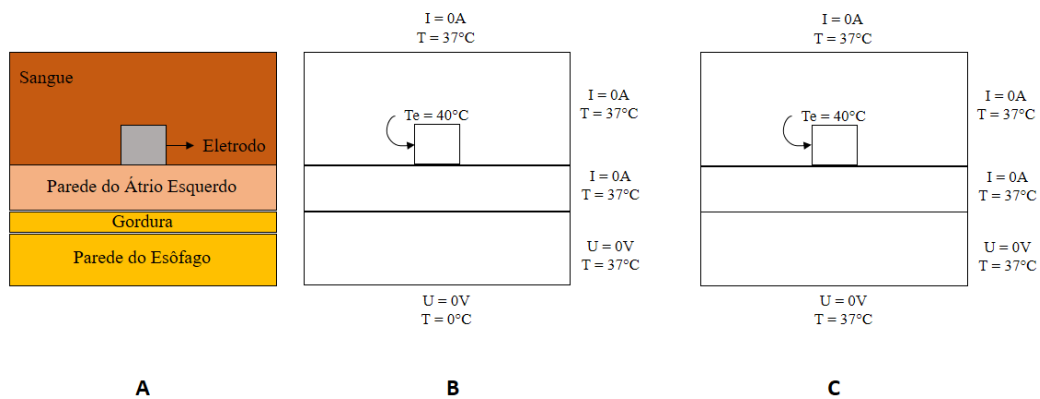 Sangue
Eletrodo
Parede do Átrio Esquerdo
Gordura
Parede do Esôfago
A
I = 0A
T = 37°C
Te = 40°C
I = 0A
T = 37°C
I = 0A
T = 37°C
U = 0V
T = 37°C
U = 0V
T = 0°C
B
I = 0A
T = 37°C
Te = 40°C
I = 0A
T = 37°C
I = 0A
T = 37°C
U = 0V
T = 37°C
U = 0V
T = 37°C
C